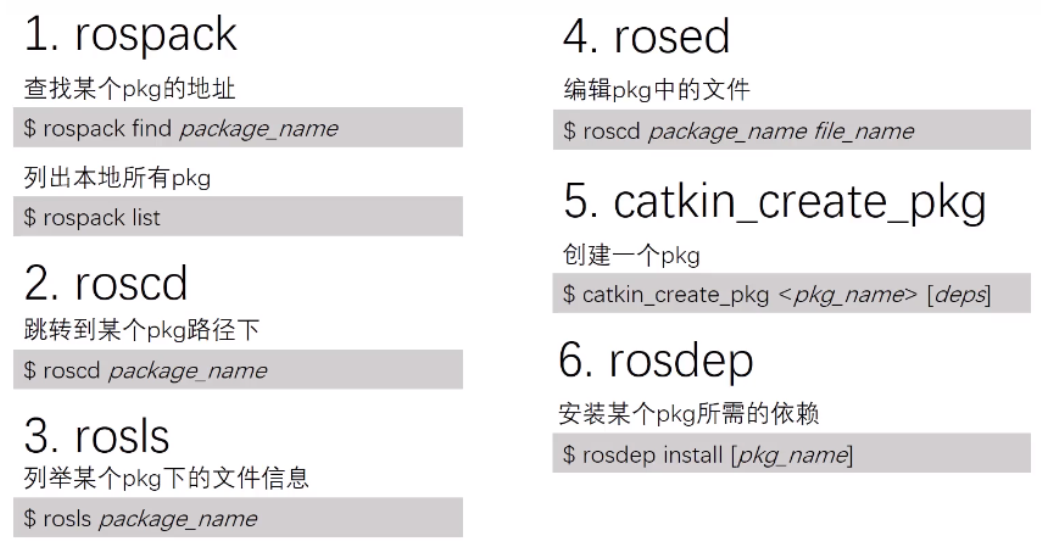 1. rospack
查找某个pkg的地址
$ rospack find package_name
列出本地所有pkg
$ rospack list
2. roscd
跳转到某个pkg路径下
$ roscd package_name
3. rosls
列举某个pkg下的文件信息
$ rosls package_name
4. rosed
编辑pkg中的文件
$ roscd package_name file_name
5. catkin_create_pkg
创建一个pkg
$ catkin_create_pkg <pkg_name> [deps]
6. rosdep
安装某个pkg所需的依赖
$ rosdep install [pkg_name]